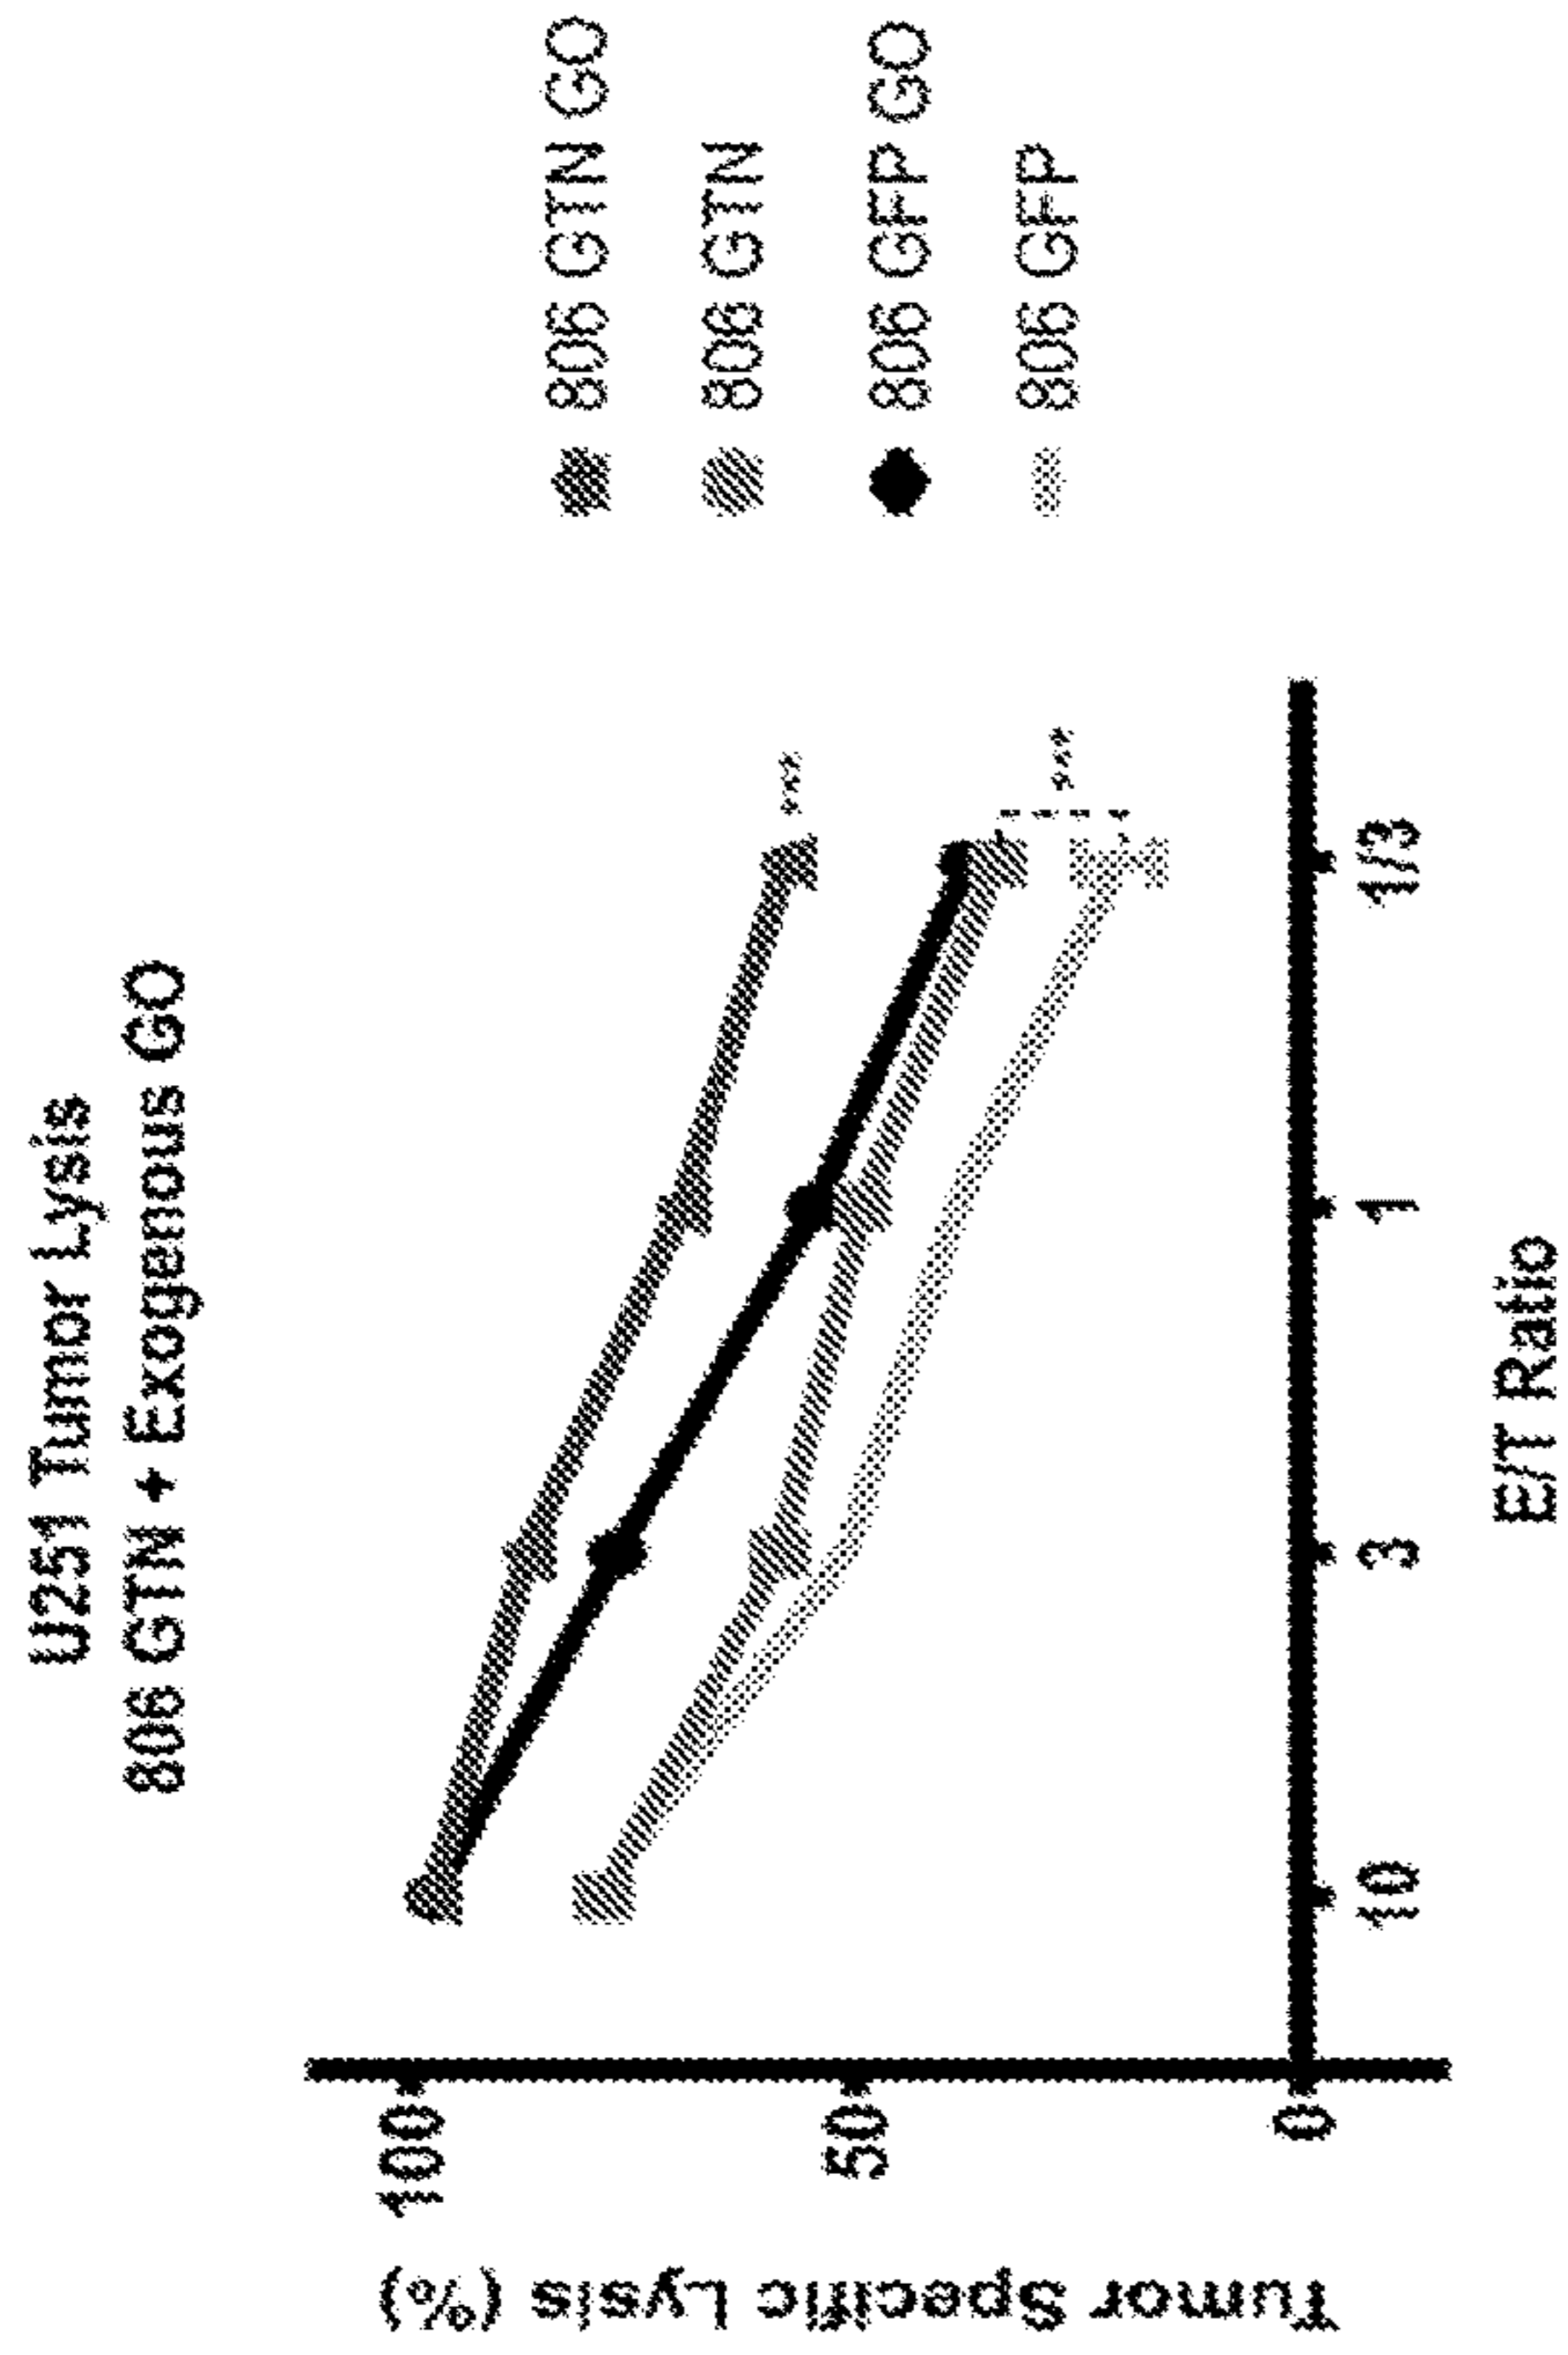 U251 Tumor Lysis
806 GTN + Exogenous GO
Tumor Specific Lysis (%)
100
50
0
10
3
1
1/3
E/T Ratio
***
***
806 GTN GO
806 GTN
806 GFP GO
806 GFP